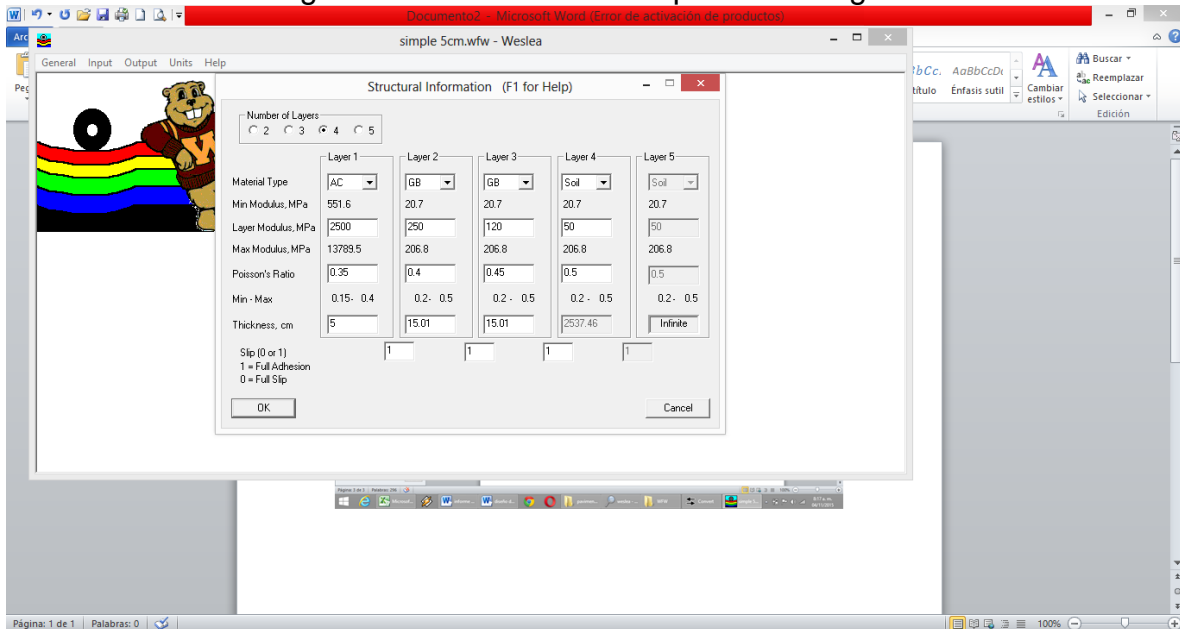 Documento2 - Microsoft Word (Error de activación de productos)
simple 5cm.wfw - Weslea
General Input Output Units Help
Structural Information (F1 for Help)
Number of Layers
2 3 4 5
Layer 1 Layer 2 Layer 3 Layer 4 Layer 5
Material Type AC GB GB Soil Soil
Min Modulus, MPa 551.6 20.7 20.7 20.7 20.7
Layer Modulus, MPa 2500 250 120 50 50
Max Modulus, MPa 13789.5 206.8 206.8 206.8 206.8
Poisson's Ratio 0.35 0.4 0.45 0.5 0.5
Min - Max 0.15- 0.4 0.2- 0.5 0.2 - 0.5 0.2 - 0.5 0.2- 0.5
Thickness, cm 5 15.01 15.01 2537.46 Infinite
Slip (0 or 1) 1 1 1 1
1 = Full Adhesion
0 = Full Slip
OK Cancel
Arc
Peg
AaBbCcDc
título Énfasis sutil
Cambiar
estilos
Buscar
Reemplazar
Seleccionar
Edición
Página: 1 de 1 Palabras: 0 100%